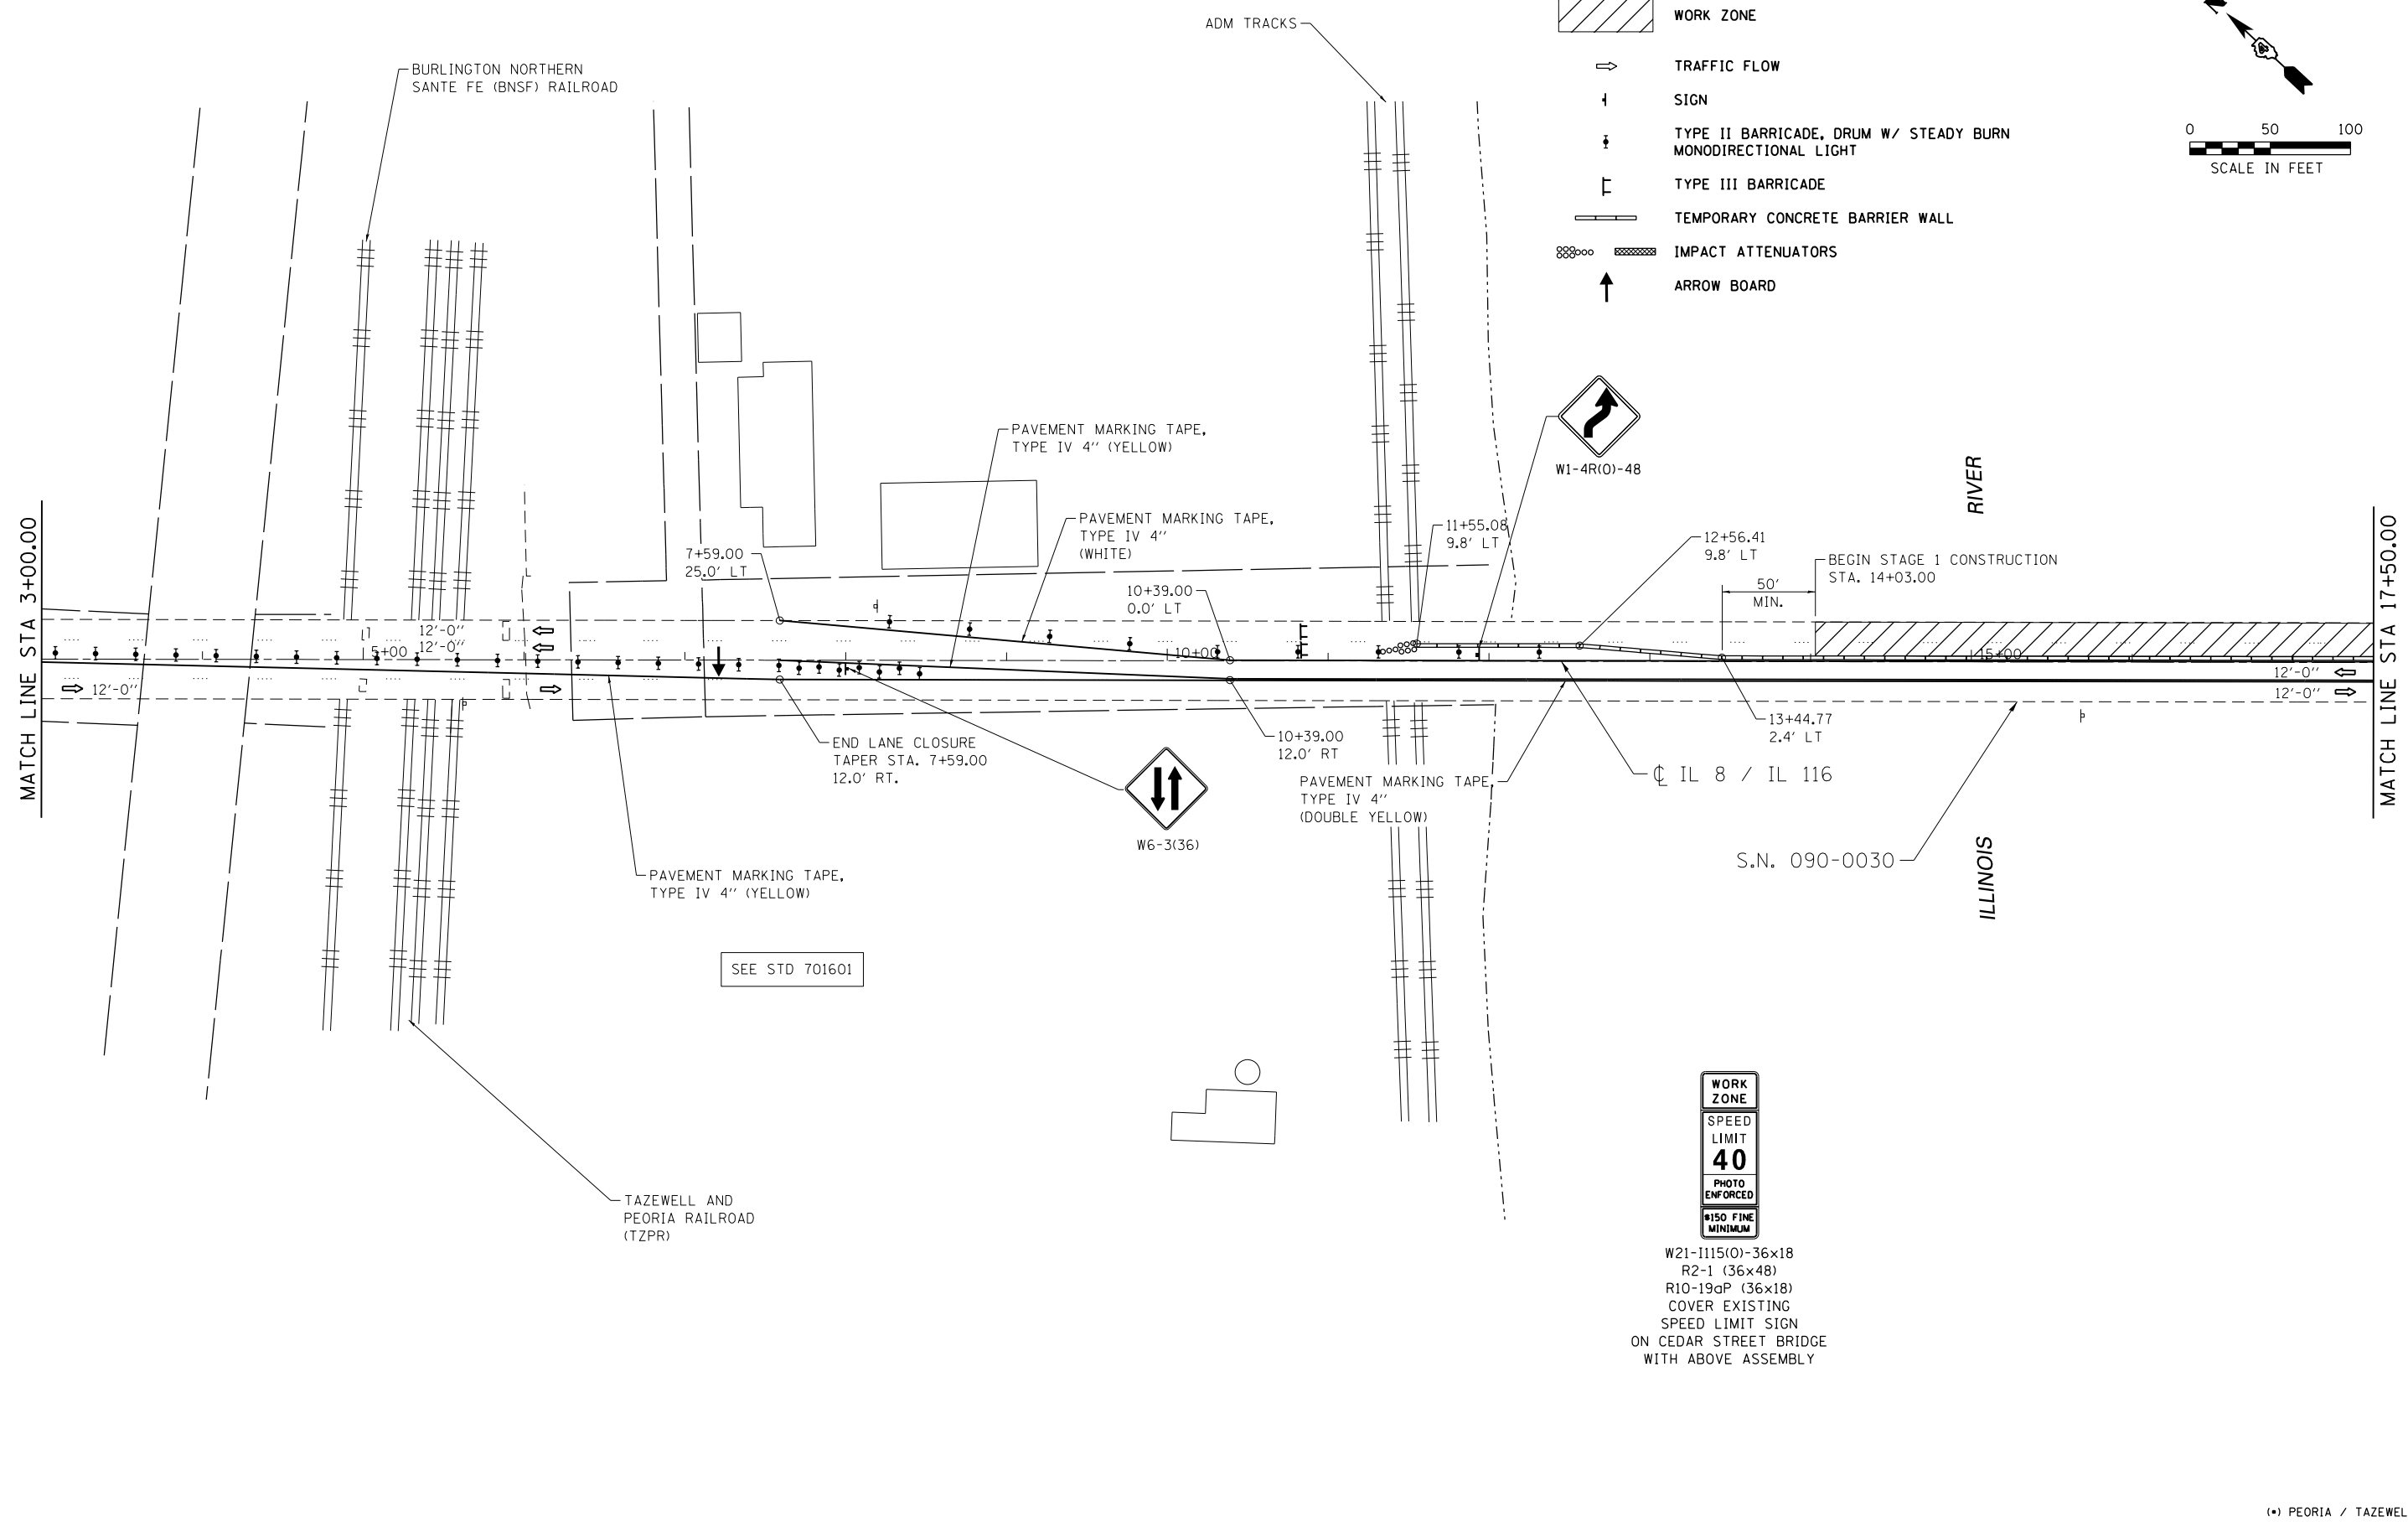 ADM TRACKS
BURLINGTON NORTHERN
SANTE FE (BNSF) RAILROAD
WORK ZONE
TRAFFIC FLOW
SIGN
TYPE II BARRICADE, DRUM W/ STEADY BURN
MONODIRECTIONAL LIGHT
TYPE III BARRICADE
TEMPORARY CONCRETE BARRIER WALL
IMPACT ATTENUATORS
ARROW BOARD
0 50 100
SCALE IN FEET
PAVEMENT MARKING TAPE,
TYPE IV 4'' (YELLOW)
PAVEMENT MARKING TAPE,
TYPE IV 4''
(WHITE)
W1-4R(O)-48
7+59.00
25.0' LT
10+39.00
0.0' LT
11+55.08
9.8' LT
12+56.41
9.8' LT
BEGIN STAGE 1 CONSTRUCTION
STA. 14+03.00
50'
MIN.
RIVER
MATCH LINE STA 3+00.00
MATCH LINE STA 17+50.00
12'-0''
12'-0''
5+00
10+00
15+00
12'-0''
12'-0''
12'-0''
END LANE CLOSURE
TAPER STA. 7+59.00
12.0' RT.
10+39.00
12.0' RT
13+44.77
2.4' LT
W6-3(36)
PAVEMENT MARKING TAPE,
TYPE IV 4''
(DOUBLE YELLOW)
℄ IL 8 / IL 116
S.N. 090-0030
ILLINOIS
PAVEMENT MARKING TAPE,
TYPE IV 4'' (YELLOW)
SEE STD 701601
TAZEWELL AND
PEORIA RAILROAD
(TZPR)
WORK
ZONE
SPEED
LIMIT
40
PHOTO
ENFORCED
$150 FINE
MINIMUM
W21-I115(O)-36x18
R2-1 (36x48)
R10-19aP (36x18)
COVER EXISTING
SPEED LIMIT SIGN
ON CEDAR STREET BRIDGE
WITH ABOVE ASSEMBLY
(*) PEORIA / TAZEWEL